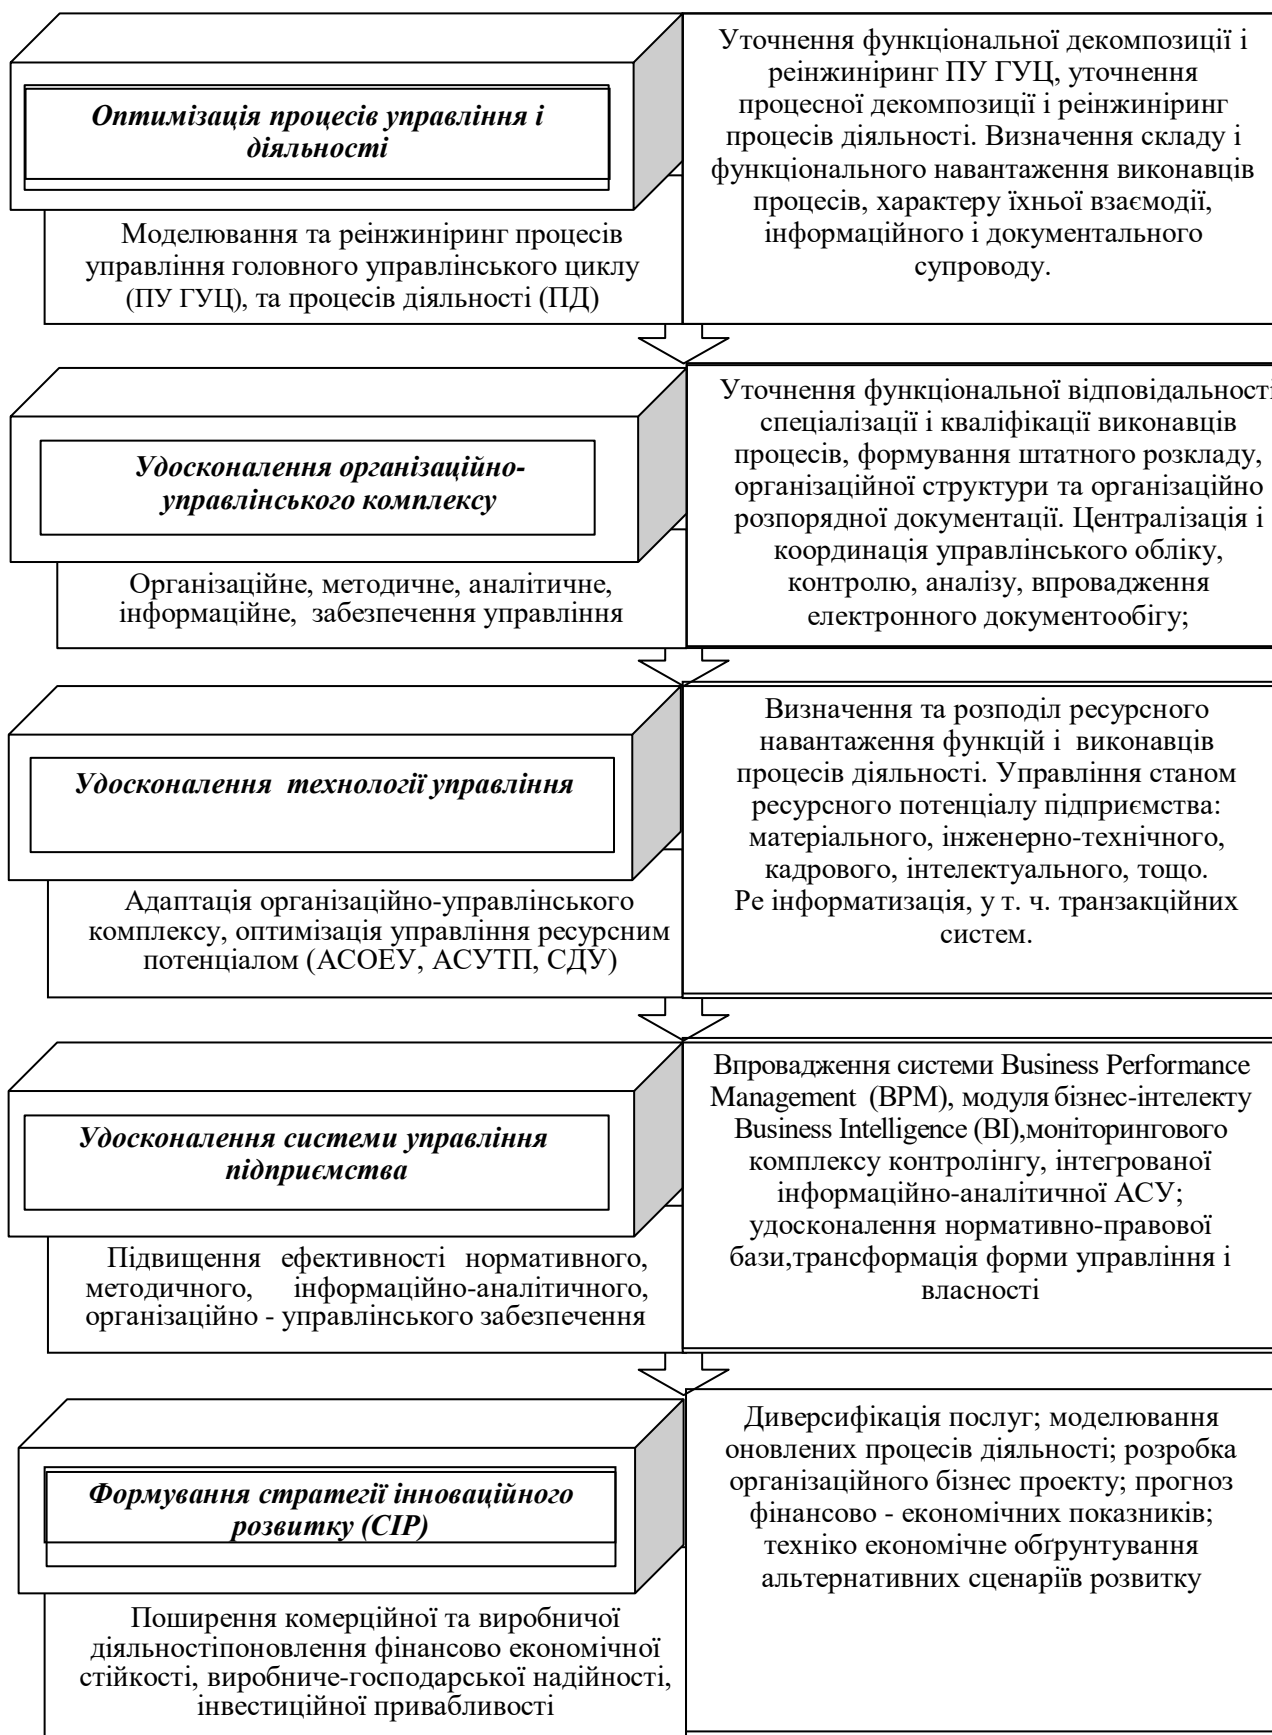 Оптимізація процесів управління і
діяльності
Моделювання та реінжиніринг процесів
управління головного управлінського циклу
(ПУ ГУЦ), та процесів діяльності (ПД)
Уточнення функціональної декомпозиції і
реінжиніринг ПУ ГУЦ, уточнення
процесної декомпозиції і реінжиніринг
процесів діяльності. Визначення складу і
функціонального навантаження виконавців
процесів, характеру їхньої взаємодії,
інформаційного і документального
супроводу.
Удосконалення організаційно-
управлінського комплексу
Організаційне, методичне, аналітичне,
інформаційне, забезпечення управління
Уточнення функціональної відповідальності
спеціалізації і кваліфікації виконавців
процесів, формування штатного розкладу,
організаційної структури та організаційно
розпорядної документації. Централізація і
координація управлінського обліку,
контролю, аналізу, впровадження
електронного документообігу;
Удосконалення технології управління
Адаптація організаційно-управлінського
комплексу, оптимізація управління ресурсним
потенціалом (АСОЕУ, АСУТП, СДУ)
Визначення та розподіл ресурсного
навантаження функцій і виконавців
процесів діяльності. Управління станом
ресурсного потенціалу підприємства:
матеріального, інженерно-технічного,
кадрового, інтелектуального, тощо.
Ре інформатизація, у т. ч. транзакційних
систем.
Удосконалення системи управління
підприємства
Підвищення ефективності нормативного,
методичного, інформаційно-аналітичного,
організаційно - управлінського забезпечення
Впровадження системи Business Performance
Management (BPM), модуля бізнес-інтелекту
Business Intelligence (BI),моніторингового
комплексу контролінгу, інтегрованої
інформаційно-аналітичної АСУ;
удосконалення нормативно-правової
бази,трансформація форми управління і
власності
Формування стратегії інноваційного
розвитку (СІР)
Поширення комерційної та виробничої
діяльностіпоновлення фінансово економічної
стійкості, виробниче-господарської надійності,
інвестиційної привабливості
Диверсифікація послуг; моделювання
оновлених процесів діяльності; розробка
організаційного бізнес проекту; прогноз
фінансово - економічних показників;
техніко економічне обґрунтування
альтернативних сценаріїв розвитку